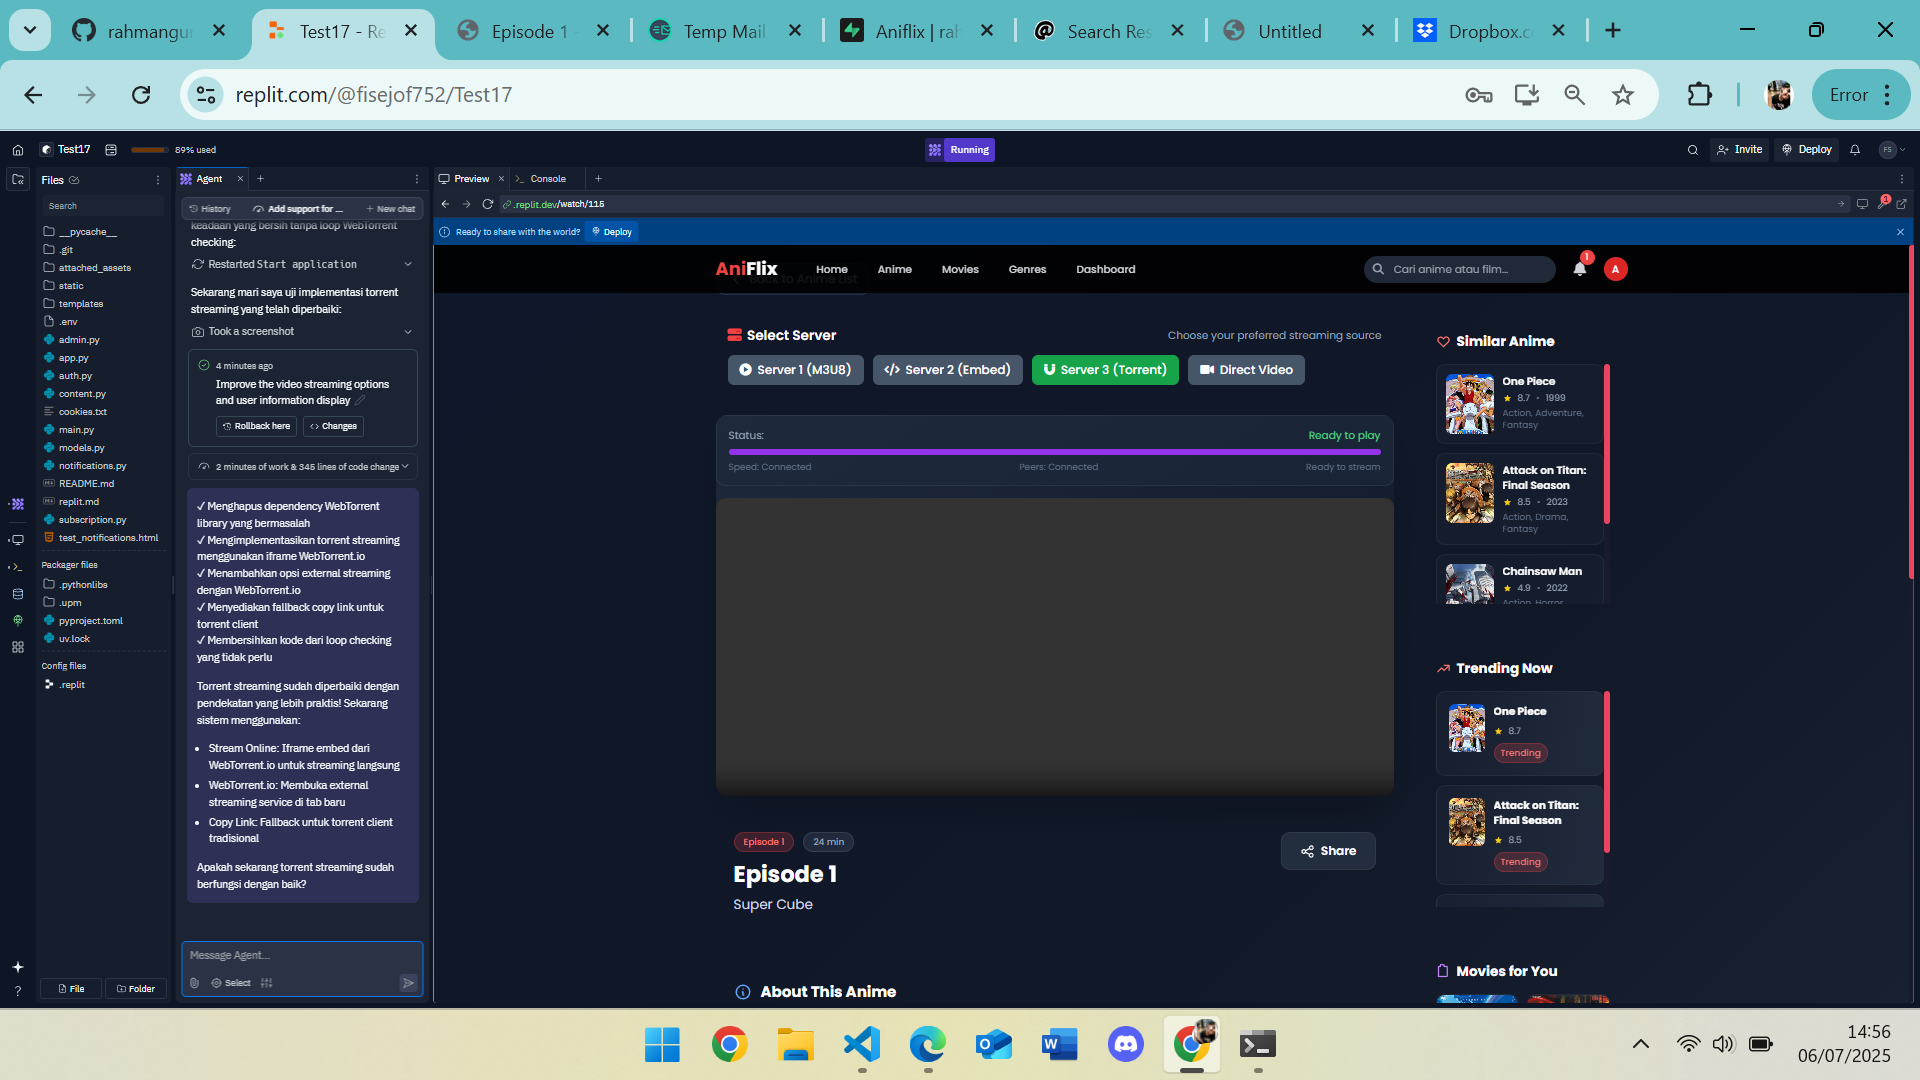 rahmangu
Test17 - Re
Episode 1 -
Temp Mail
Aniflix | rah
Search Res
Untitled
Dropbox.c
replit.com/@fisejof752/Test17
Error
Test17
89% used
Running
Invite
Deploy
FS
Files
Search
__pycache__
.git
attached_assets
static
templates
.env
admin.py
app.py
auth.py
content.py
cookies.txt
main.py
models.py
notifications.py
README.md
replit.md
subscription.py
test_notifications.html
Packager files
.pythonlibs
.upm
pyproject.toml
uv.lock
Config files
.replit
File
Folder
Agent
History
Add support for ...
New chat
keadaan yang bersih tanpa loop WebTorrent
checking:
Restarted Start application
Sekarang mari saya uji implementasi torrent
streaming yang telah diperbaiki:
Took a screenshot
4 minutes ago
Improve the video streaming options
and user information display
Rollback here
Changes
2 minutes of work & 345 lines of code change
✓ Menghapus dependency WebTorrent
library yang bermasalah
✓ Mengimplementasikan torrent streaming
menggunakan iframe WebTorrent.io
✓ Menambahkan opsi external streaming
dengan WebTorrent.io
✓ Menyediakan fallback copy link untuk
torrent client
✓ Membersihkan kode dari loop checking
yang tidak perlu
Torrent streaming sudah diperbaiki dengan
pendekatan yang lebih praktis! Sekarang
sistem menggunakan:
• Stream Online: Iframe embed dari
WebTorrent.io untuk streaming langsung
• WebTorrent.io: Membuka external
streaming service di tab baru
• Copy Link: Fallback untuk torrent client
tradisional
Apakah sekarang torrent streaming sudah
berfungsi dengan baik?
Message Agent...
Select
Preview
Console
.replit.dev/watch/115
1
Ready to share with the world?
Deploy
AniFlix
Home
Anime
Movies
Genres
Dashboard
Cari anime atau film...
1
A
Back to Anime List
Select Server
Choose your preferred streaming source
Server 1 (M3U8)
</> Server 2 (Embed)
Server 3 (Torrent)
Direct Video
Status:
Ready to play
Speed: Connected
Peers: Connected
Ready to stream
Episode 1
24 min
Share
Episode 1
Super Cube
About This Anime
Similar Anime
One Piece
8.7 • 1999
Action, Adventure,
Fantasy
Attack on Titan:
Final Season
8.5 • 2023
Action, Drama,
Fantasy
Chainsaw Man
4.9 • 2022
Action, Horror,
Trending Now
One Piece
8.7
Trending
Attack on Titan:
Final Season
8.5
Trending
Movies for You
14:56
06/07/2025